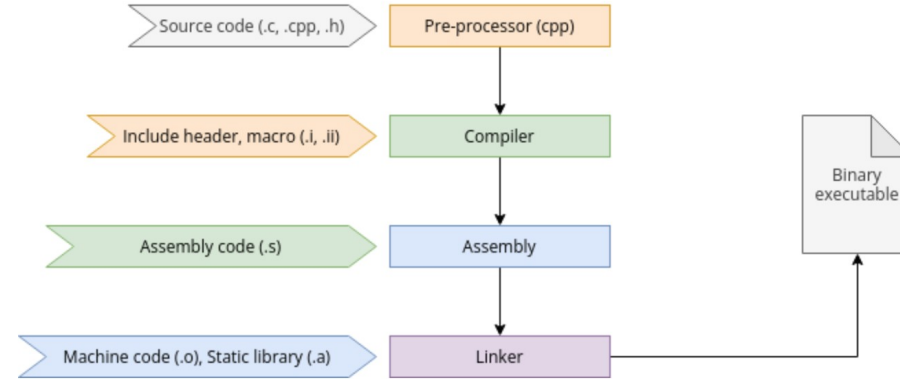 Source code (.c, .cpp, .h)
Pre-processor (cpp)
Include header, macro (.i, .ii)
Compiler
Binary
executable
Assembly code (.s)
Assembly
Machine code (.o), Static library (.a)
Linker